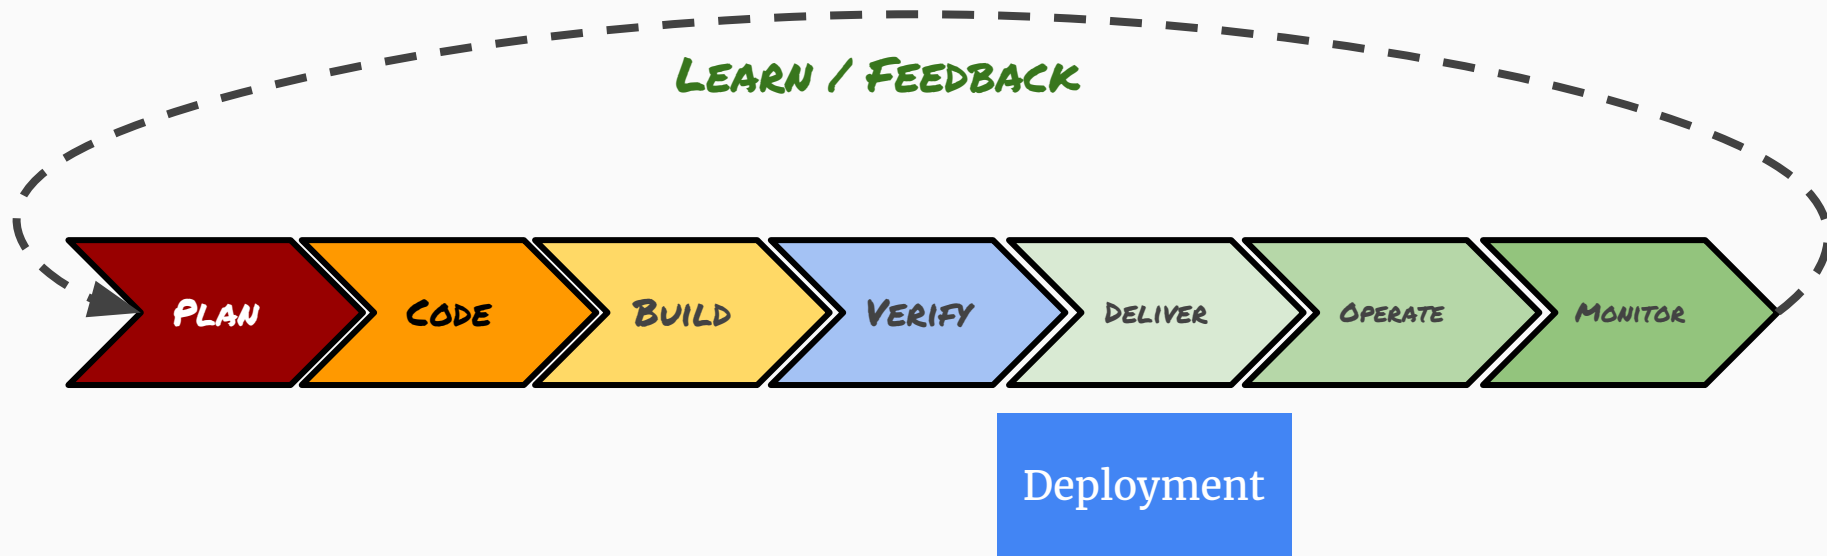 Learn / Feedback
Plan
Code
Build
Verify
Deliver
Operate
Monitor
Deployment